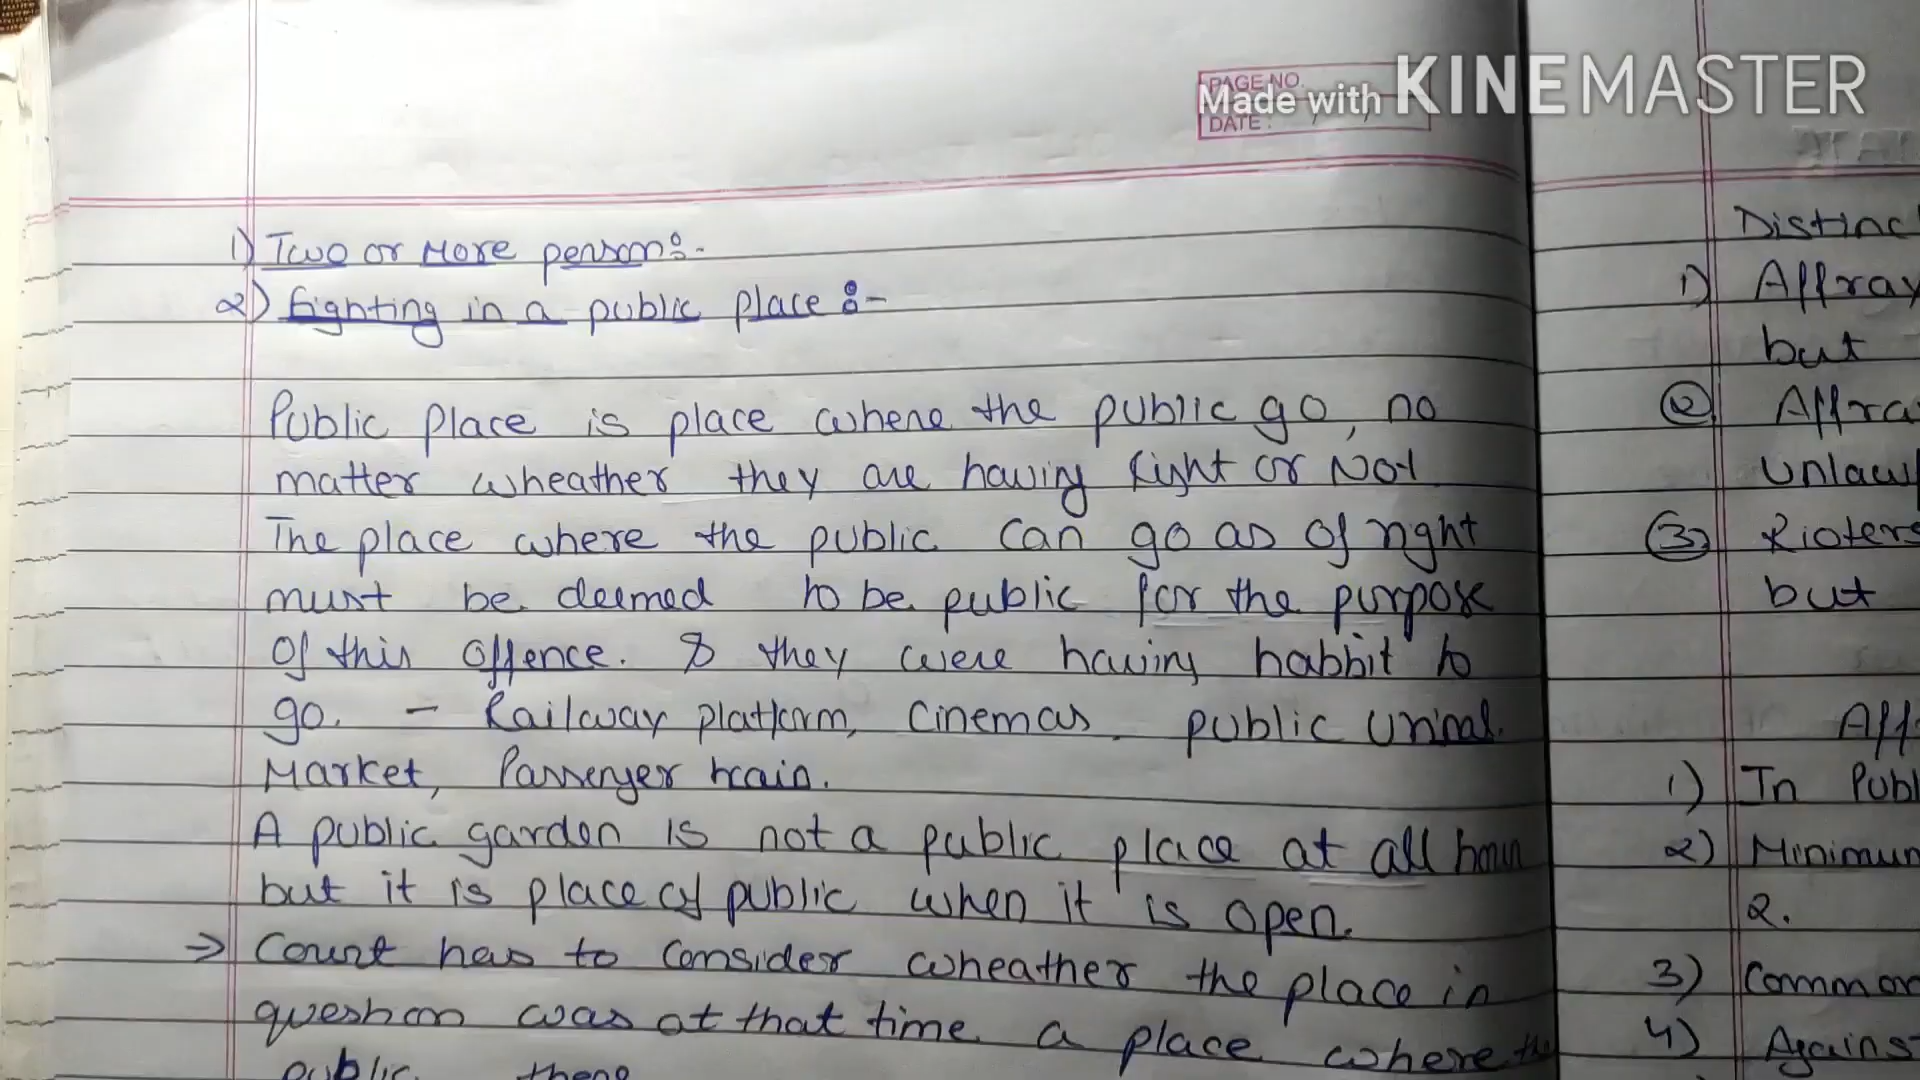 PAGE NO.
DATE :
Made with KINEMASTER
1) Two or More person:-
2) fighting in a public place :-
Public place is place where the public go, no
matter wheather they are having right or Not
The place where the public can go as of right
must be deemed to be public for the purpose
of this offence. & they were having habbit to
go. - Railway platform, cinemas, public urinal.
Market, Passenger train.
A public garden is not a public place at all hour
but it is place of public when it is open.
→ Court has to consider wheather the place in
question was at that time a place where the
public there
Distinc
1) Affray
but
2) Affra
Unlawf
3) Rioters
but
Aff
1) In Publ
2) Minimum
2.
3) Common
4) Agains